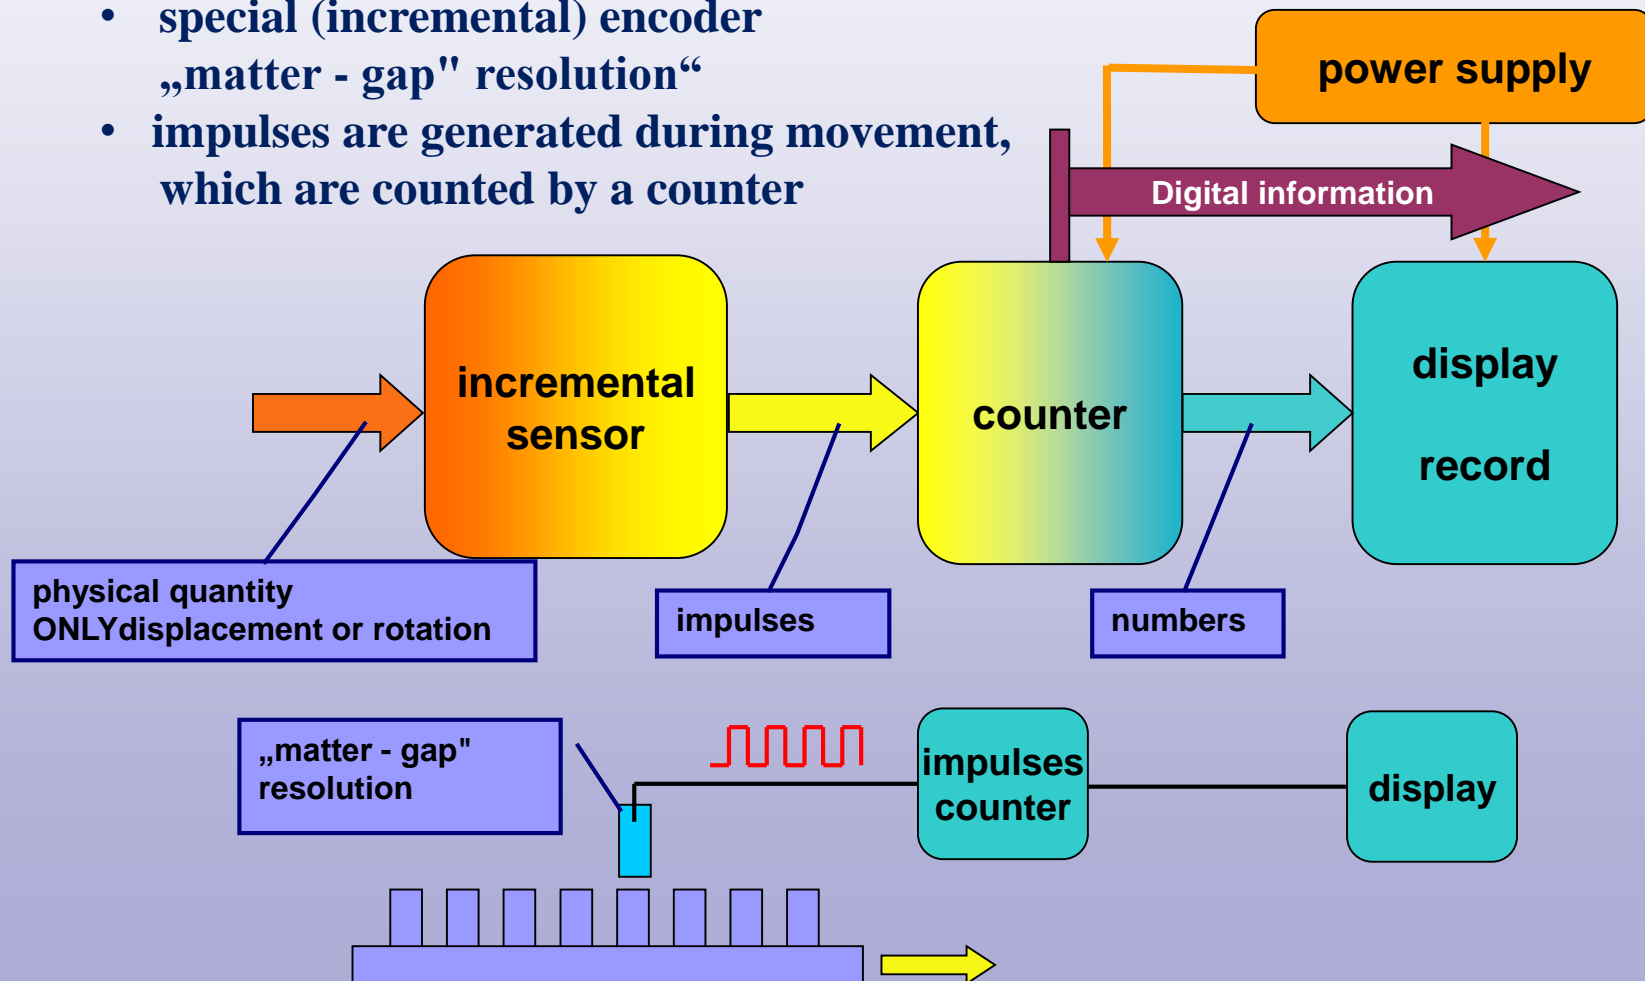 • special (incremental) encoder
„matter - gap" resolution“
• impulses are generated during movement,
which are counted by a counter
power supply
Digital information
incremental
sensor
counter
display
record
physical quantity
ONLYdisplacement or rotation
impulses
numbers
„matter - gap"
resolution
impulses
counter
display